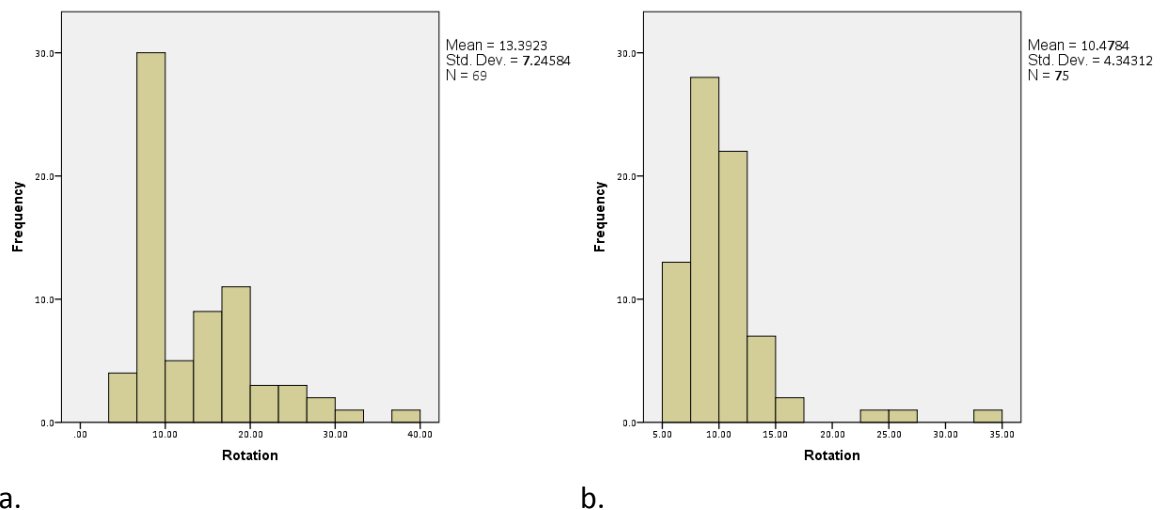 Mean = 13.3923
Std. Dev. = 7.24584
N = 69
30.0
20.0
10.0
0.0
Frequency
.00 10.00 20.00 30.00 40.00
Rotation
a.
Mean = 10.4784
Std. Dev. = 4.34312
N = 75
30.0
20.0
10.0
0.0
Frequency
5.00 10.00 15.00 20.00 25.00 30.00 35.00
Rotation
b.